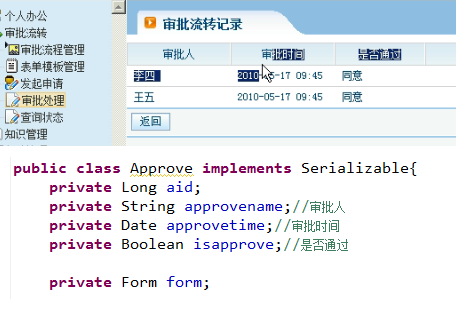 个人办公
审批流转
审批流程管理
表单模板管理
发起申请
审批处理
查询状态
知识管理
审批流转记录
审批人 审批时间 是否通过
李四 2010-05-17 09:45 同意
王五 2010-05-17 09:45 同意
返回
public class Approve implements Serializable{
private Long aid;
private String approvename;//审批人
private Date approvetime;//审批时间
private Boolean isapprove;//是否通过
private Form form;